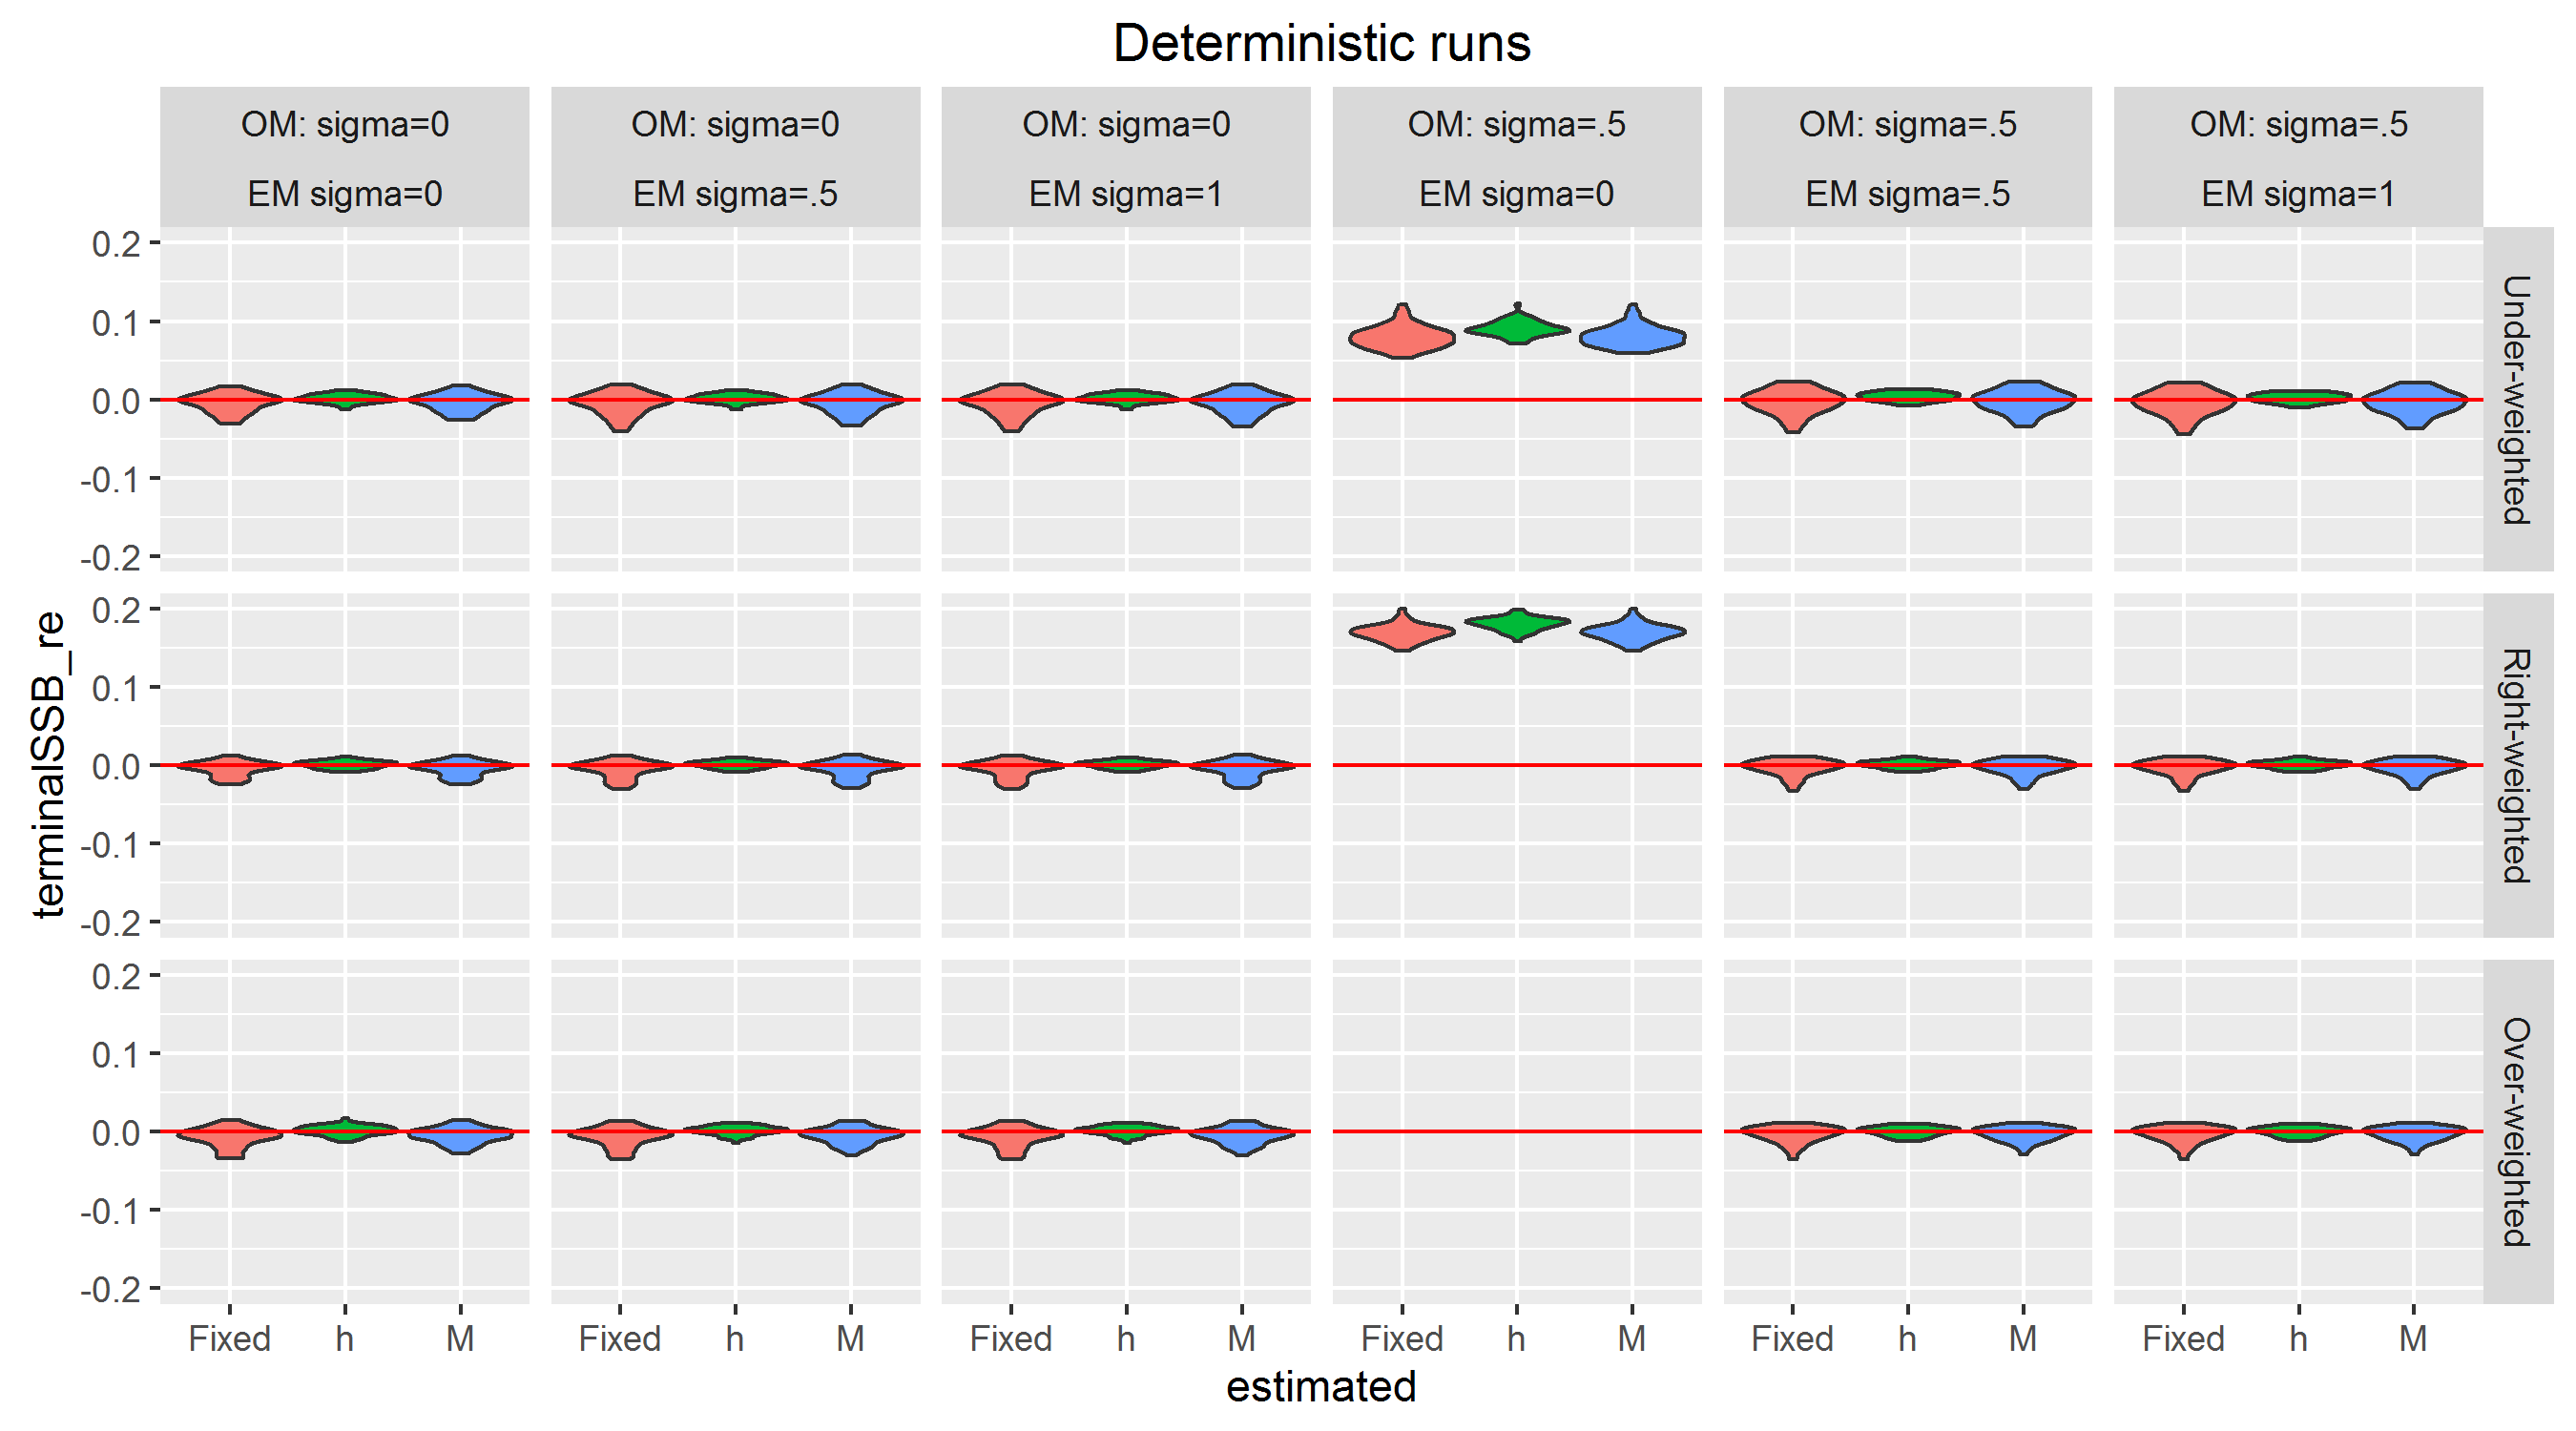 Deterministic runs
OM: sigma=0
EM sigma=0
OM: sigma=0
EM sigma=.5
OM: sigma=0
EM sigma=1
OM: sigma=.5
EM sigma=0
OM: sigma=.5
EM sigma=.5
OM: sigma=.5
EM sigma=1
terminalSSB_re
0.2
0.1
0.0
-0.1
-0.2
Under-weighted
0.2
0.1
0.0
-0.1
-0.2
Right-weighted
0.2
0.1
0.0
-0.1
-0.2
Over-weighted
Fixed h M
Fixed h M
Fixed h M
Fixed h M
Fixed h M
Fixed h M
estimated